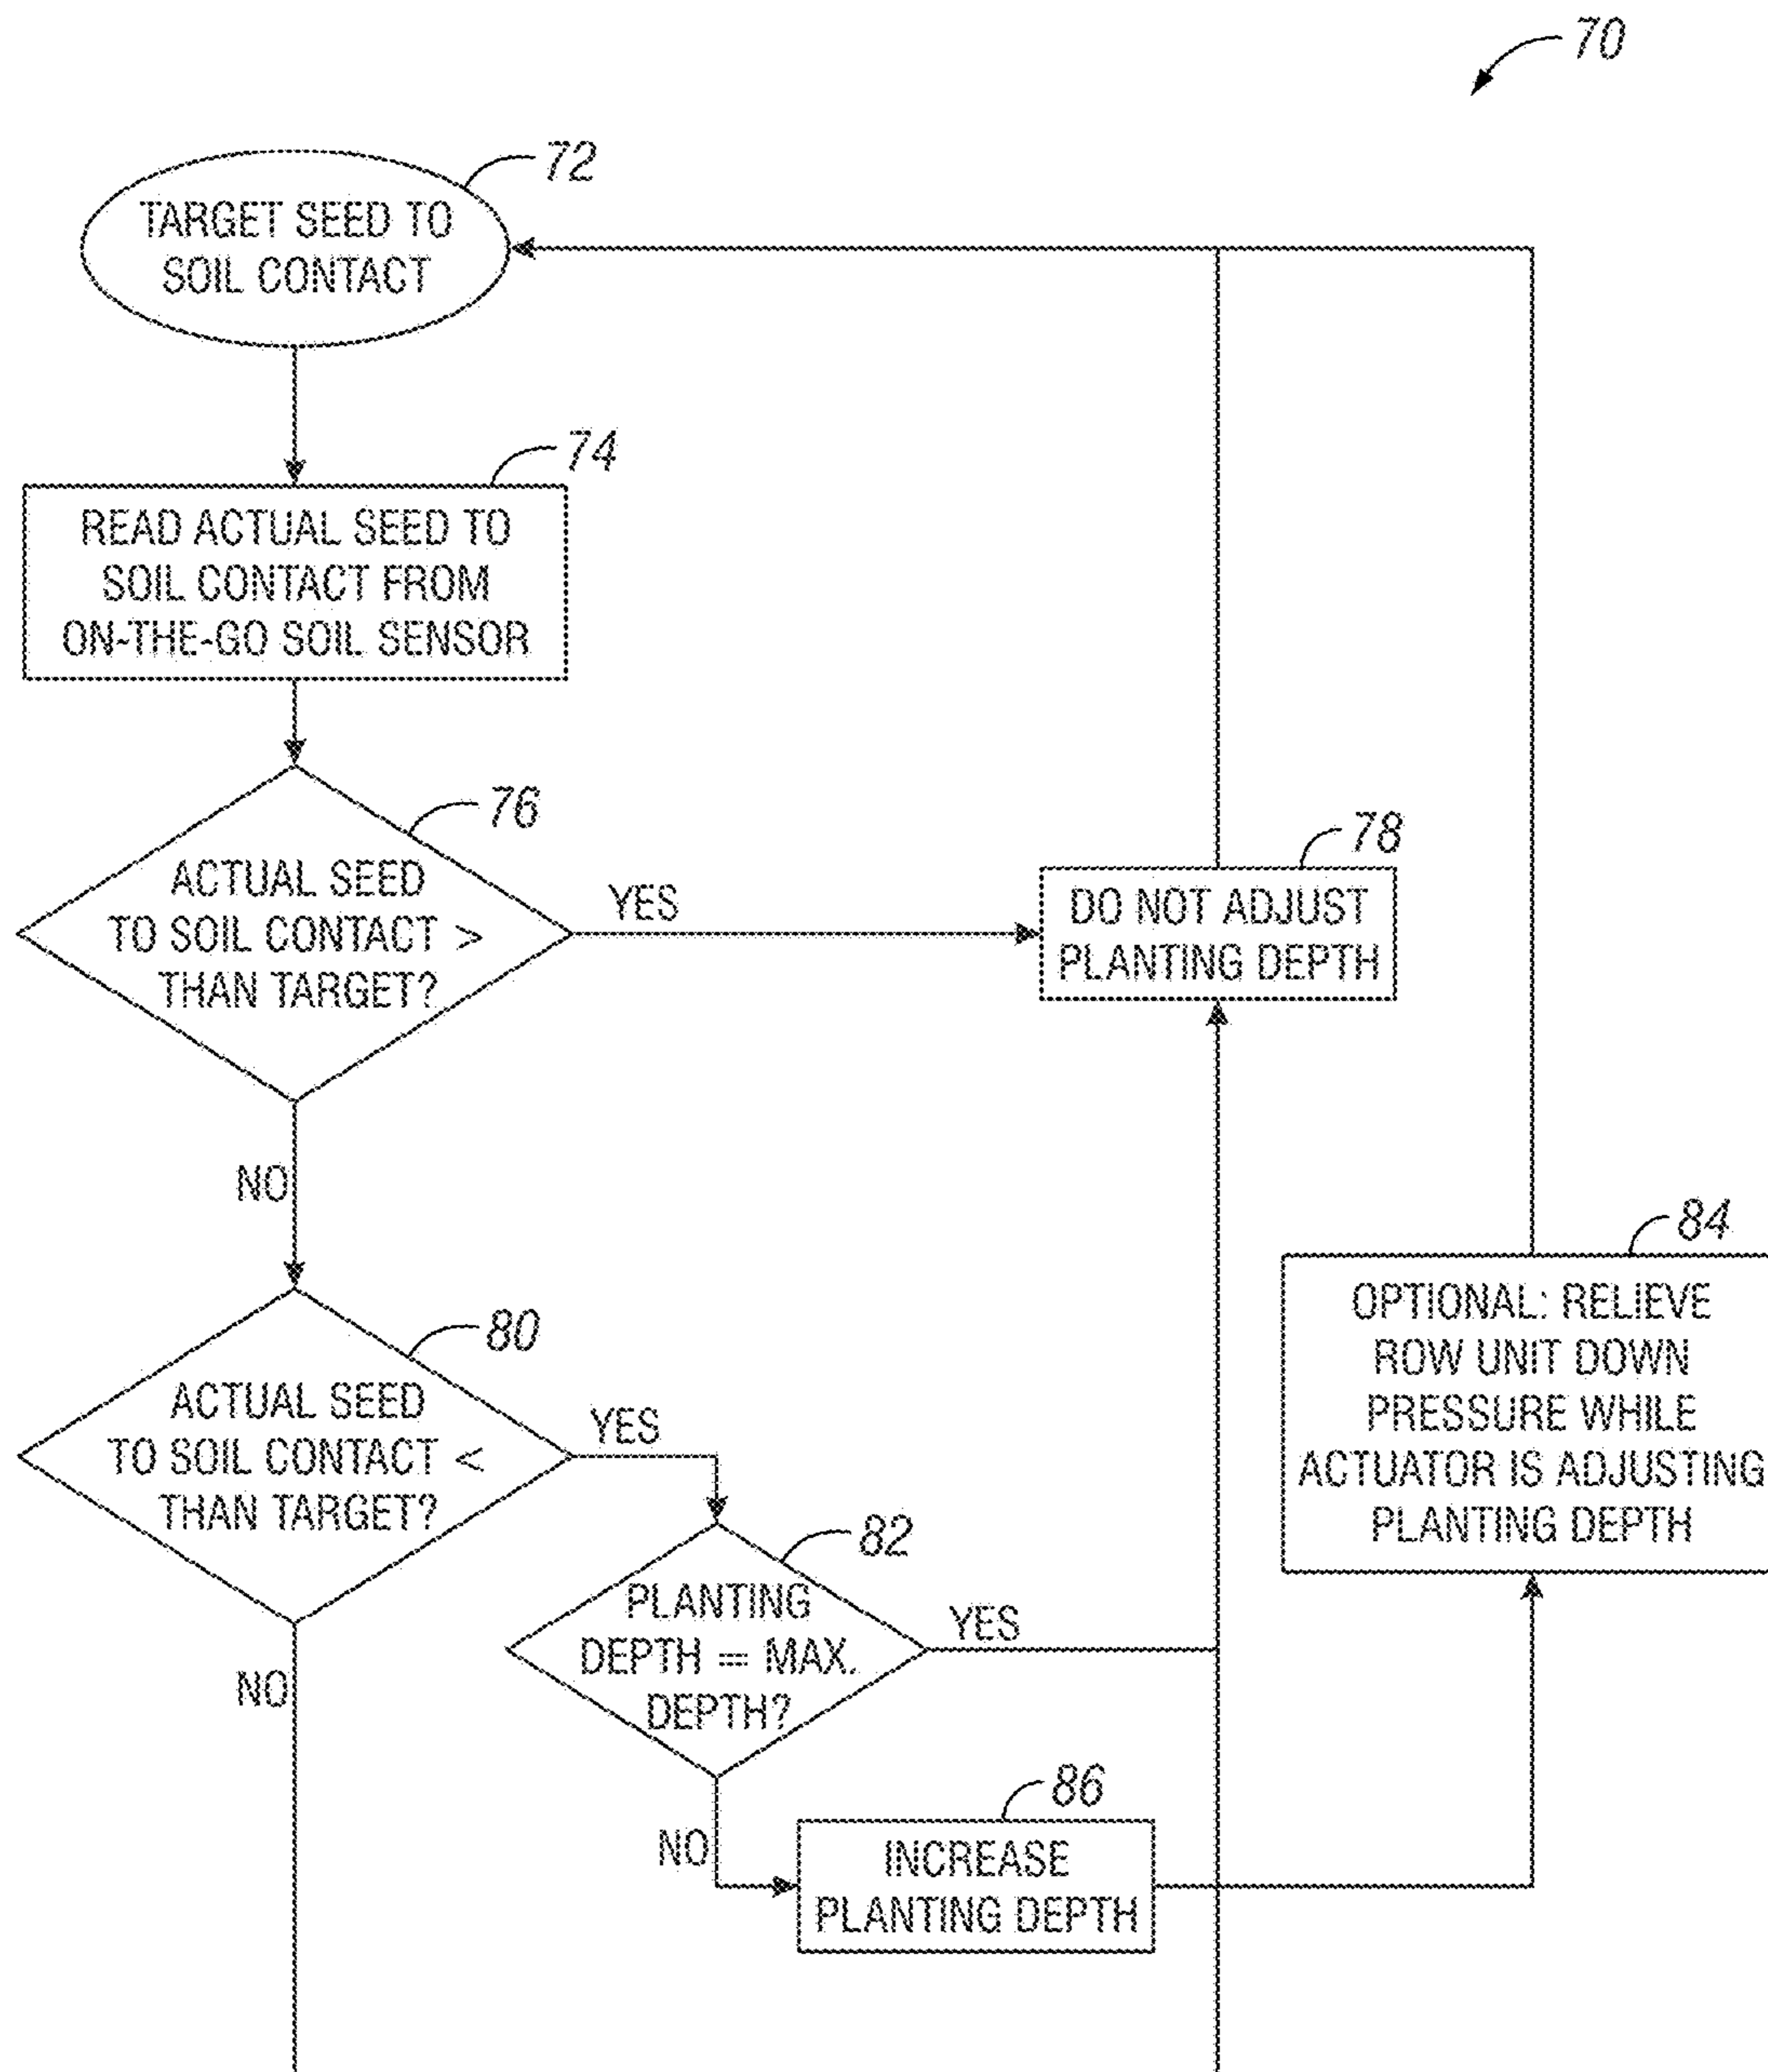 70
72
TARGET SEED TO
SOIL CONTACT
74
READ ACTUAL SEED TO
SOIL CONTACT FROM
ON-THE-GO SOIL SENSOR
76
ACTUAL SEED
TO SOIL CONTACT >
THAN TARGET?
YES
78
DO NOT ADJUST
PLANTING DEPTH
NO
80
ACTUAL SEED
TO SOIL CONTACT <
THAN TARGET?
YES
82
PLANTING
DEPTH = MAX.
DEPTH?
YES
84
OPTIONAL: RELIEVE
ROW UNIT DOWN
PRESSURE WHILE
ACTUATOR IS ADJUSTING
PLANTING DEPTH
NO
NO
86
INCREASE
PLANTING DEPTH